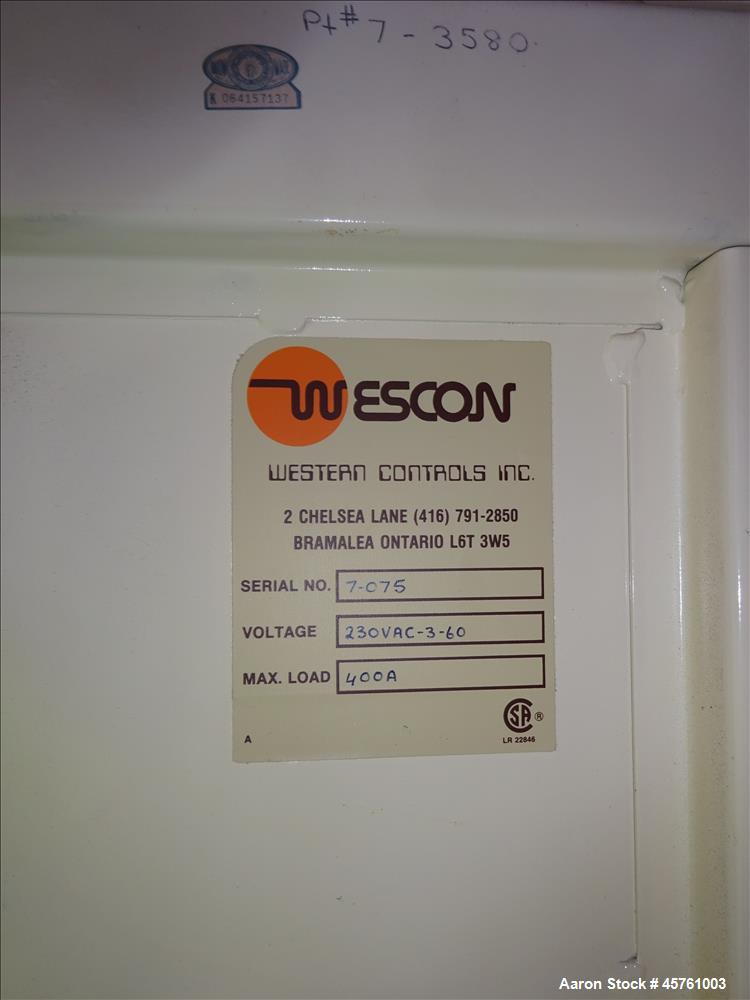 Pt# 7-3580.
K 064157137
WESCON
WESTERN CONTROLS INC.
2 CHELSEA LANE (416) 791-2850
BRAMALEA ONTARIO L6T 3W5
SERIAL NO. 7-075
VOLTAGE 230VAC-3-60
MAX. LOAD 400A
SA ®
A LR 22846
Aaron Stock # 45761003